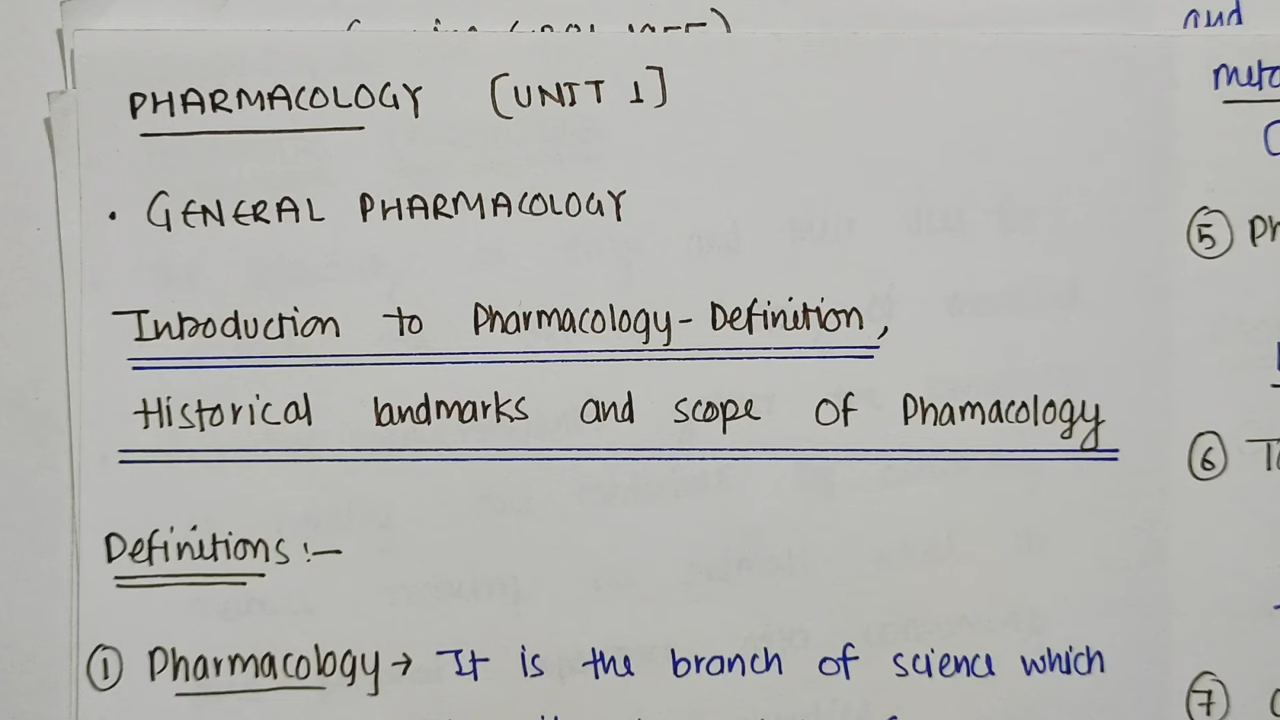 PHARMACOLOGY [UNIT 1]
· GENERAL PHARMACOLOGY
Introduction to Pharmacology - Definition,
Historical landmarks and scope Of Phamacology
Definitions :-
① Pharmacology → It is the branch of science which
and
⑤
⑥
⑦